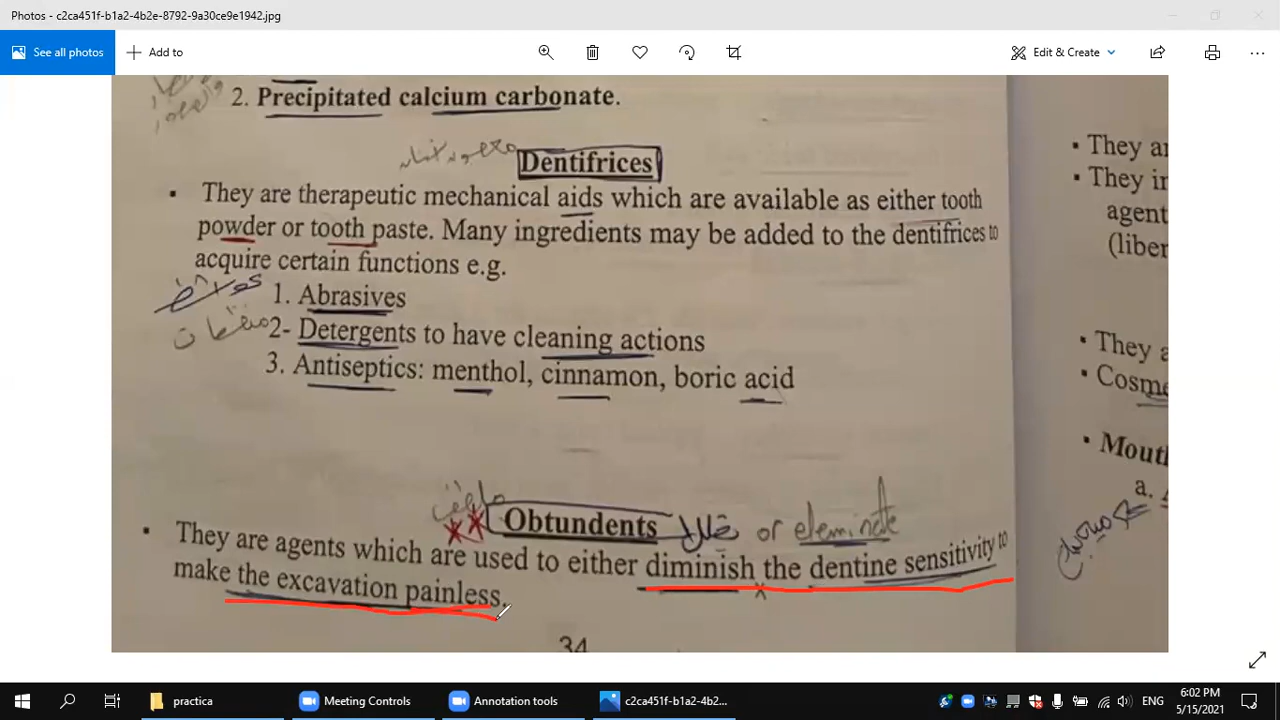 Photos - c2ca451f-b1a2-4b2e-8792-9a30ce9e1942.jpg
See all photos
Add to
Edit & Create
2. Precipitated calcium carbonate.
Dentifrices
▪ They are therapeutic mechanical aids which are available as either tooth
powder or tooth paste. Many ingredients may be added to the dentifrices to
acquire certain functions e.g.
1. Abrasives
2- Detergents to have cleaning actions
3. Antiseptics: menthol, cinnamon, boric acid
Obtundents or eleminate
▪ They are agents which are used to either diminish the dentine sensitivity to
make the excavation painless.
34
▪ They ar
▪ They in
agent
(liber
▪ They a
▪ Cosme
▪ Mout
a.
practica
Meeting Controls
Annotation tools
c2ca451f-b1a2-4b2...
ENG
6:02 PM
5/15/2021